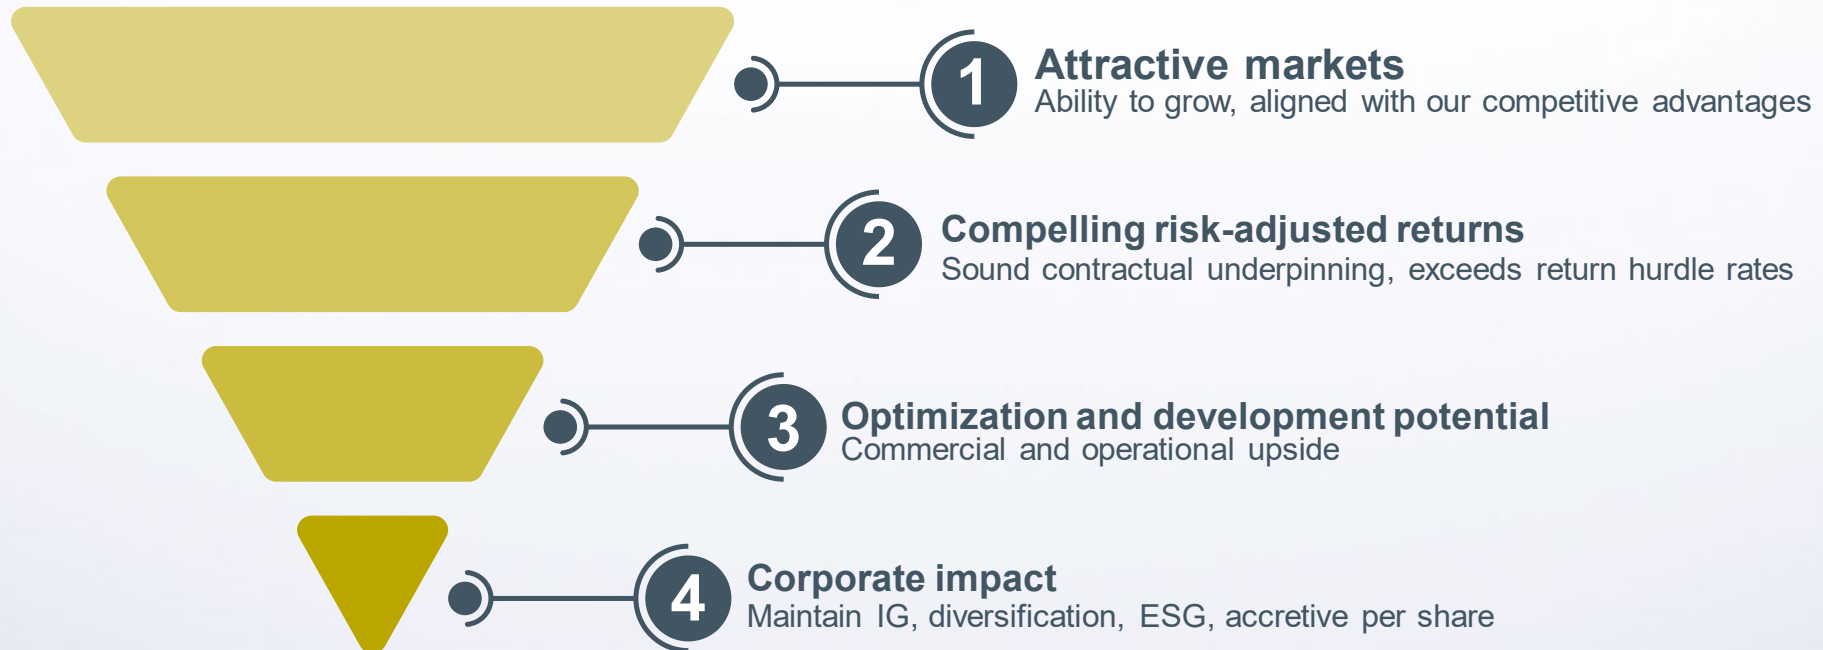 1
Attractive markets
Ability to grow, aligned with our competitive advantages
2
Compelling risk-adjusted returns
Sound contractual underpinning, exceeds return hurdle rates
3
Optimization and development potential
Commercial and operational upside
4
Corporate impact
Maintain IG, diversification, ESG, accretive per share